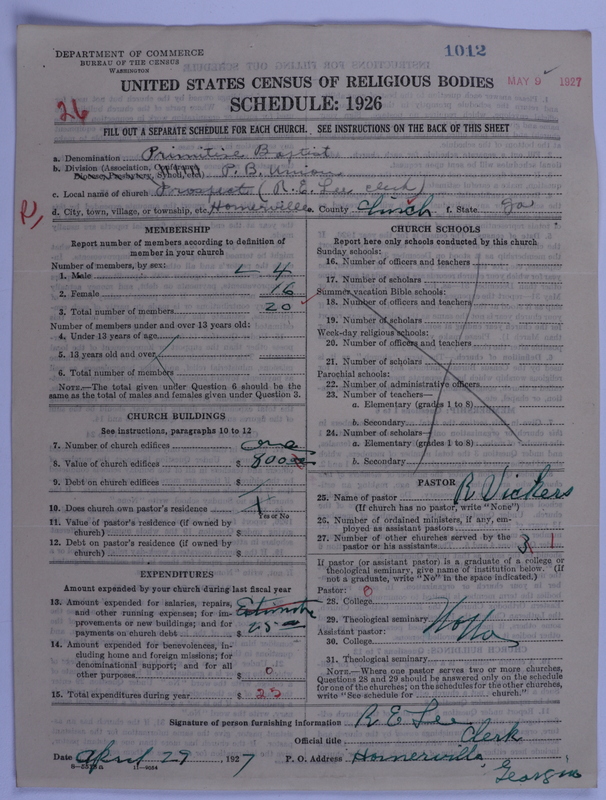 1012
DEPARTMENT OF COMMERCE
BUREAU OF THE CENSUS
WASHINGTON
UNITED STATES CENSUS OF RELIGIOUS BODIES
MAY 9 1927
SCHEDULE: 1926
26
FILL OUT A SEPARATE SCHEDULE FOR EACH CHURCH. SEE INSTRUCTIONS ON THE BACK OF THIS SHEET
a. Denomination Primitive Baptist
b. Division (Association, P. B. Union
c. Local name of church Prospect (R. E. Lee clerk)
d. City, town, village, or township, etc. Homerville e. County Clinch f. State Ga
MEMBERSHIP
Report number of members according to definition of member in your church
Number of members, by sex:
1. Male 4
2. Female 16
3. Total number of members 20
Number of members under and over 13 years old:
4. Under 13 years of age
5. 13 years old and over
6. Total number of members
NOTE.—The total given under Question 6 should be the same as the total of males and females given under Question 3.
CHURCH BUILDINGS
See instructions, paragraphs 10 to 12
7. Number of church edifices one
8. Value of church edifices $ 800
9. Debt on church edifices $
10. Does church own pastor's residence
Yes or No
11. Value of pastor's residence (if owned by church) $
12. Debt on pastor's residence (if owned by church) $
EXPENDITURES
Amount expended by your church during last fiscal year
13. Amount expended for salaries, repairs, and other running expenses; for improvements or new buildings; and for payments on church debt $ 25
14. Amount expended for benevolences, including home and foreign missions; for denominational support; and for all other purposes $ 0
15. Total expenditures during year $ 25
CHURCH SCHOOLS
Report here only schools conducted by this church
Sunday schools:
16. Number of officers and teachers
17. Number of scholars
Summer vacation Bible schools:
18. Number of officers and teachers
19. Number of scholars
Week-day religious schools:
20. Number of officers and teachers
21. Number of scholars
Parochial schools:
22. Number of administrative officers
23. Number of teachers—
a. Elementary (grades 1 to 8)
b. Secondary
24. Number of scholars—
a. Elementary (grades 1 to 8)
b. Secondary
PASTOR
25. Name of pastor R Vickers
(If church has no pastor, write "None")
26. Number of ordained ministers, if any, employed as assistant pastors
27. Number of other churches served by the pastor or his assistants 3 1
If pastor (or assistant pastor) is a graduate of a college or theological seminary, give name of institution below. (If not a graduate, write "No" in the space indicated.)
Pastor: 0
28. College
29. Theological seminary
Assistant pastor:
30. College
31. Theological seminary
NOTE.—Where one pastor serves two or more churches, Questions 28 and 29 should be answered only on the schedule for one of the churches; on the schedules for the other churches, write "See schedule for church."
Signature of person furnishing information R E Lee
Official title Clerk
Date April 29 1927 P. O. Address Homerville
Georgia